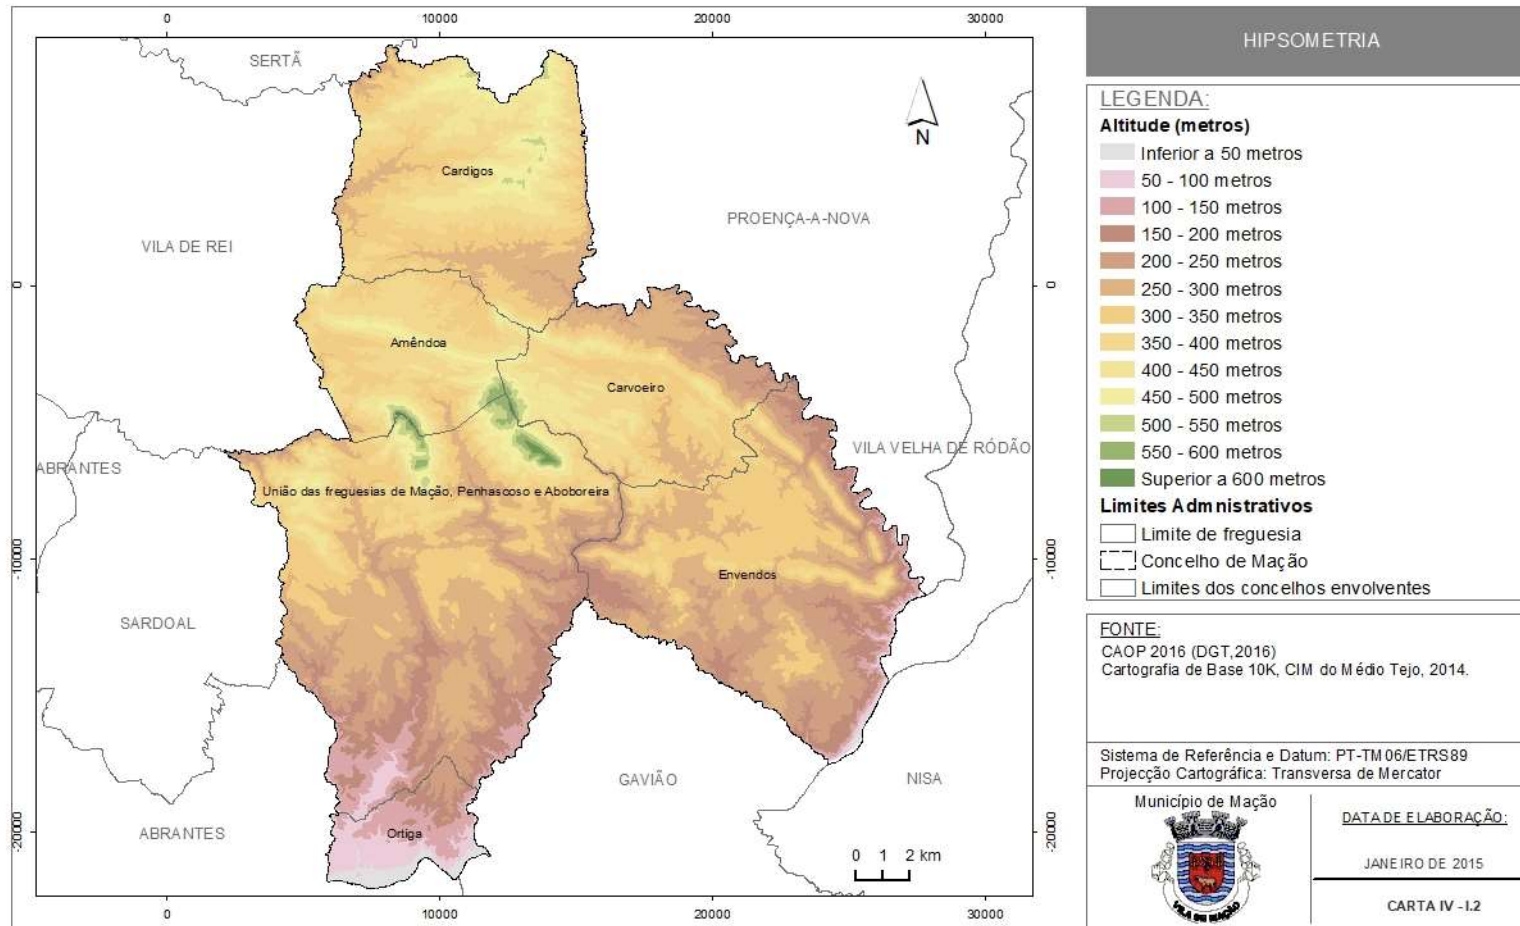 0
10000
20000
30000
SERTÃ
N
Cardigos
PROENÇA-A-NOVA
VILA DE REI
0
0
Amêndoa
Carvoeiro
ABRANTES
VILA VELHA DE RÓDÃO
União das freguesias de Mação, Penhascoso e Aboboreira
-10000
-10000
Envendos
SARDOAL
GAVIÃO
NISA
ABRANTES
Ortiga
-20000
-20000
0 1 2 km
0
10000
20000
30000
HIPSOMETRIA
LEGENDA:
Altitude (metros)
Inferior a 50 metros
50 - 100 metros
100 - 150 metros
150 - 200 metros
200 - 250 metros
250 - 300 metros
300 - 350 metros
350 - 400 metros
400 - 450 metros
450 - 500 metros
500 - 550 metros
550 - 600 metros
Superior a 600 metros
Limites Admnistrativos
Limite de freguesia
Concelho de Mação
Limites dos concelhos envolventes
FONTE:
CAOP 2016 (DGT,2016)
Cartografia de Base 10K, CIM do Médio Tejo, 2014.
Sistema de Referência e Datum: PT-TM06/ETRS89
Projecção Cartográfica: Transversa de Mercator
Município de Mação
VILA DE MAÇÃO
DATA DE ELABORAÇÃO:
JANEIRO DE 2015
CARTA IV - I.2